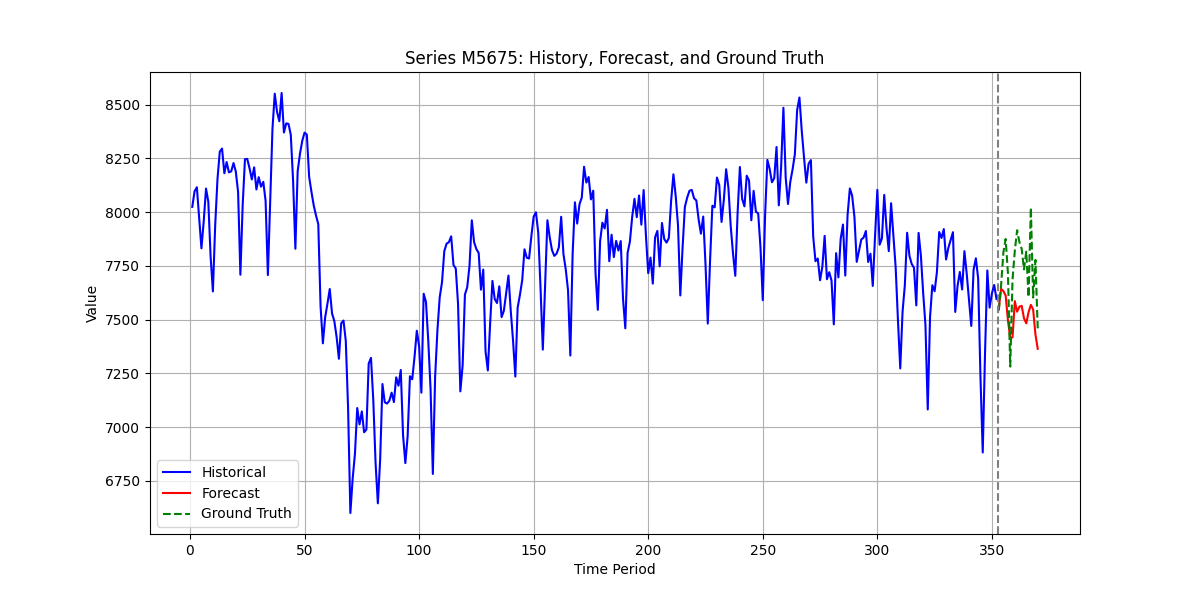 Series M5675: History, Forecast, and Ground Truth
Value
8500
8250
8000
7750
7500
7250
7000
6750
Historical
Forecast
Ground Truth
0 50 100 150 200 250 300 350
Time Period